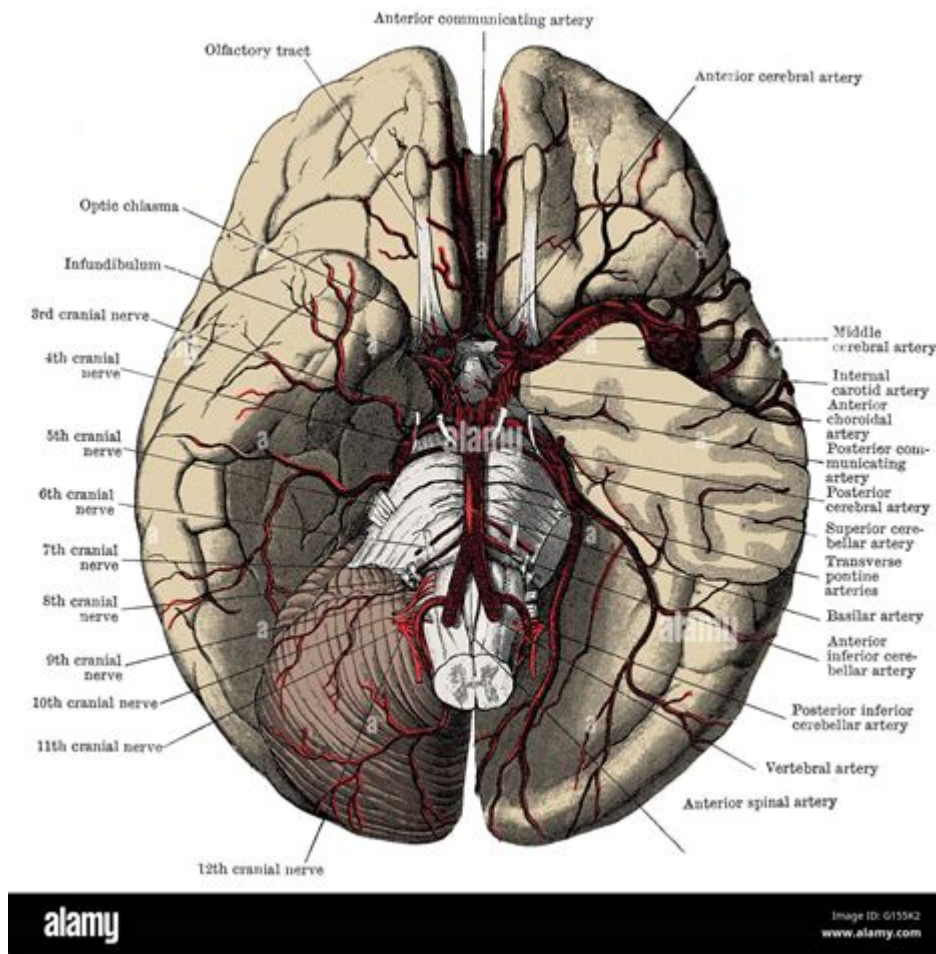 Anterior communicating artery
Olfactory tract
Anterior cerebral artery
Optic chiasma
Infundibulum
3rd cranial nerve
4th cranial
nerve
5th cranial
nerve
6th cranial
nerve
7th cranial
nerve
8th cranial
nerve
9th cranial
nerve
10th cranial nerve
11th cranial nerve
12th cranial nerve
Middle
cerebral artery
Internal
carotid artery
Anterior
choroidal
artery
Posterior com-
municating
artery
Posterior
cerebral artery
Superior cere-
bellar artery
Transverse
pontine
arteries
Basilar artery
Anterior
inferior cere-
bellar artery
Posterior inferior
cerebellar artery
Vertebral artery
Anterior spinal artery
a
a
a
a
alamy
a
a
a
a
a
alamy
a
a
alamy
Image ID: G155K2
www.alamy.com